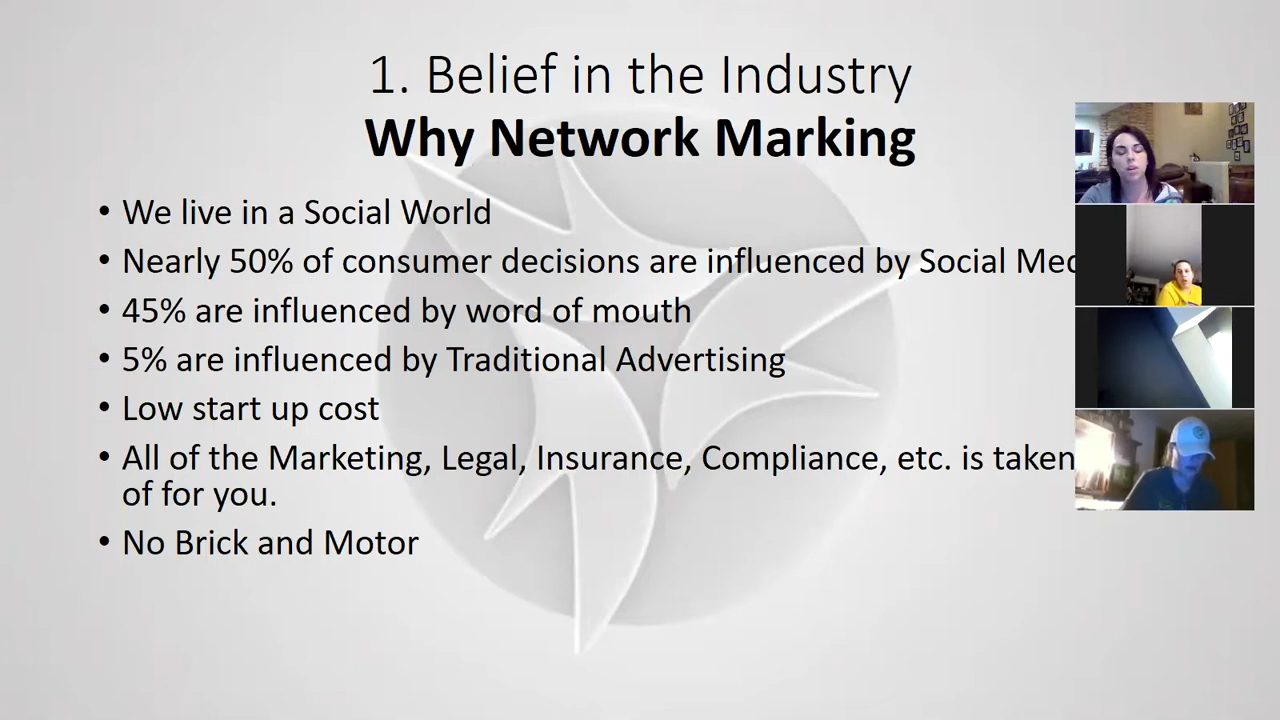 1. Belief in the Industry
Why Network Marking
• We live in a Social World
• Nearly 50% of consumer decisions are influenced by Social
• 45% are influenced by word of mouth
• 5% are influenced by Traditional Advertising
• Low start up cost
• All of the Marketing, Legal, Insurance, Compliance, etc. is taken
of for you.
• No Brick and Motor